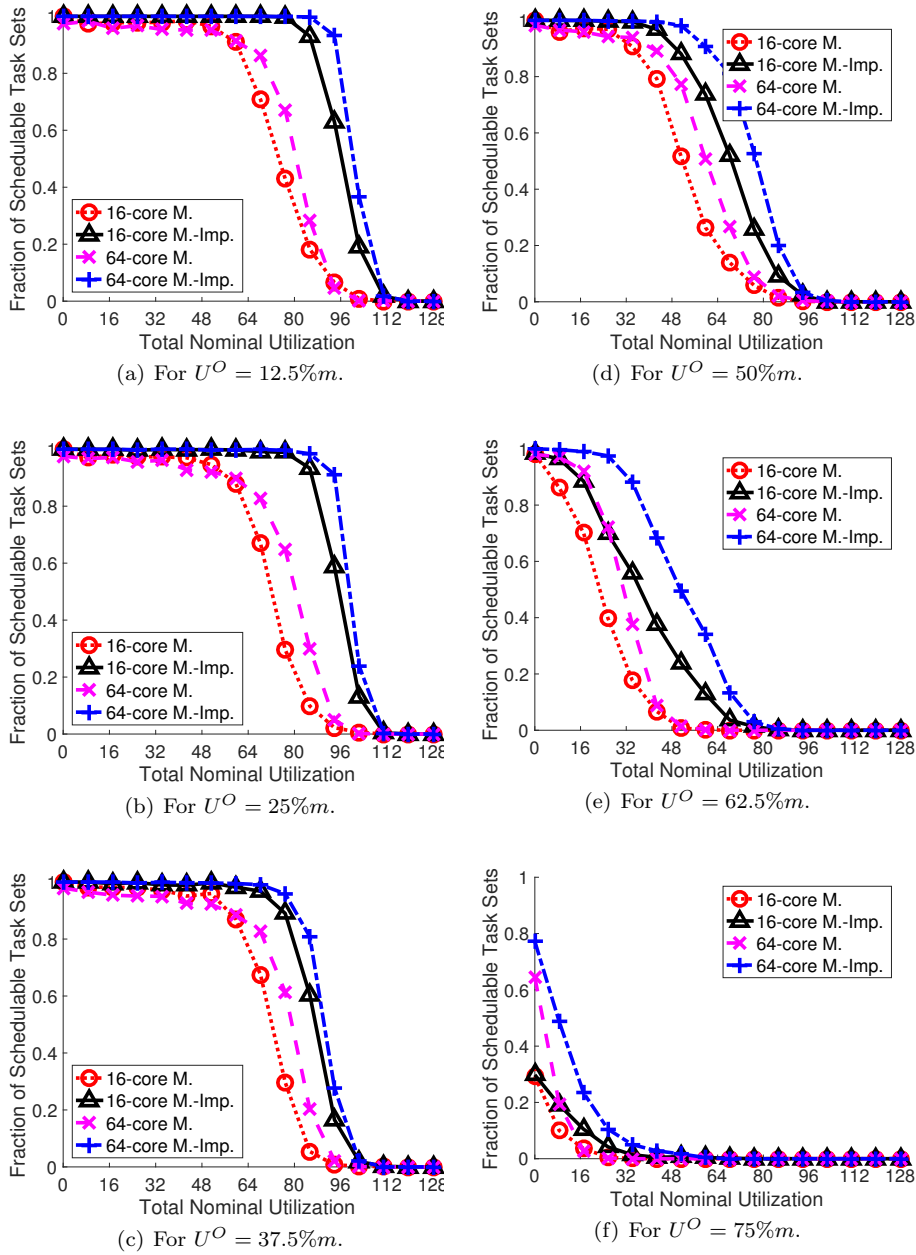 Fraction of Schedulable Task Sets
1
0.8
0.6
0.4
0.2
0
16-core M.
16-core M.-Imp.
64-core M.
64-core M.-Imp.
0 16 32 48 64 80 96 112 128
Total Nominal Utilization
(a) For U^O = 12.5%m.
Fraction of Schedulable Task Sets
1
0.8
0.6
0.4
0.2
0
16-core M.
16-core M.-Imp.
64-core M.
64-core M.-Imp.
0 16 32 48 64 80 96 112 128
Total Nominal Utilization
(b) For U^O = 25%m.
Fraction of Schedulable Task Sets
1
0.8
0.6
0.4
0.2
0
16-core M.
16-core M.-Imp.
64-core M.
64-core M.-Imp.
0 16 32 48 64 80 96 112 128
Total Nominal Utilization
(c) For U^O = 37.5%m.
Fraction of Schedulable Task Sets
1
0.8
0.6
0.4
0.2
0
16-core M.
16-core M.-Imp.
64-core M.
64-core M.-Imp.
0 16 32 48 64 80 96 112 128
Total Nominal Utilization
(d) For U^O = 50%m.
Fraction of Schedulable Task Sets
1
0.8
0.6
0.4
0.2
0
16-core M.
16-core M.-Imp.
64-core M.
64-core M.-Imp.
0 16 32 48 64 80 96 112 128
Total Nominal Utilization
(e) For U^O = 62.5%m.
Fraction of Schedulable Task Sets
1
0.8
0.6
0.4
0.2
0
16-core M.
16-core M.-Imp.
64-core M.
64-core M.-Imp.
0 16 32 48 64 80 96 112 128
Total Nominal Utilization
(f) For U^O = 75%m.